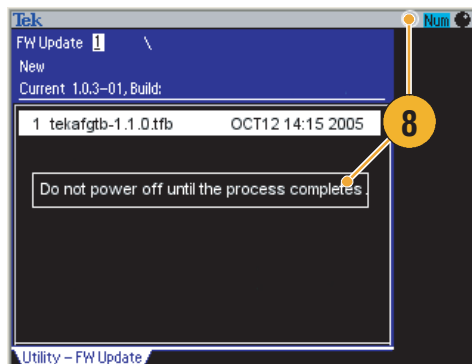 Tek
Num
FW Update 1 \
New
Current 1.0.3–01, Build:
1 tekafgtb-1.1.0.tfb OCT12 14:15 2005
8
Do not power off until the process completes.
Utility – FW Update